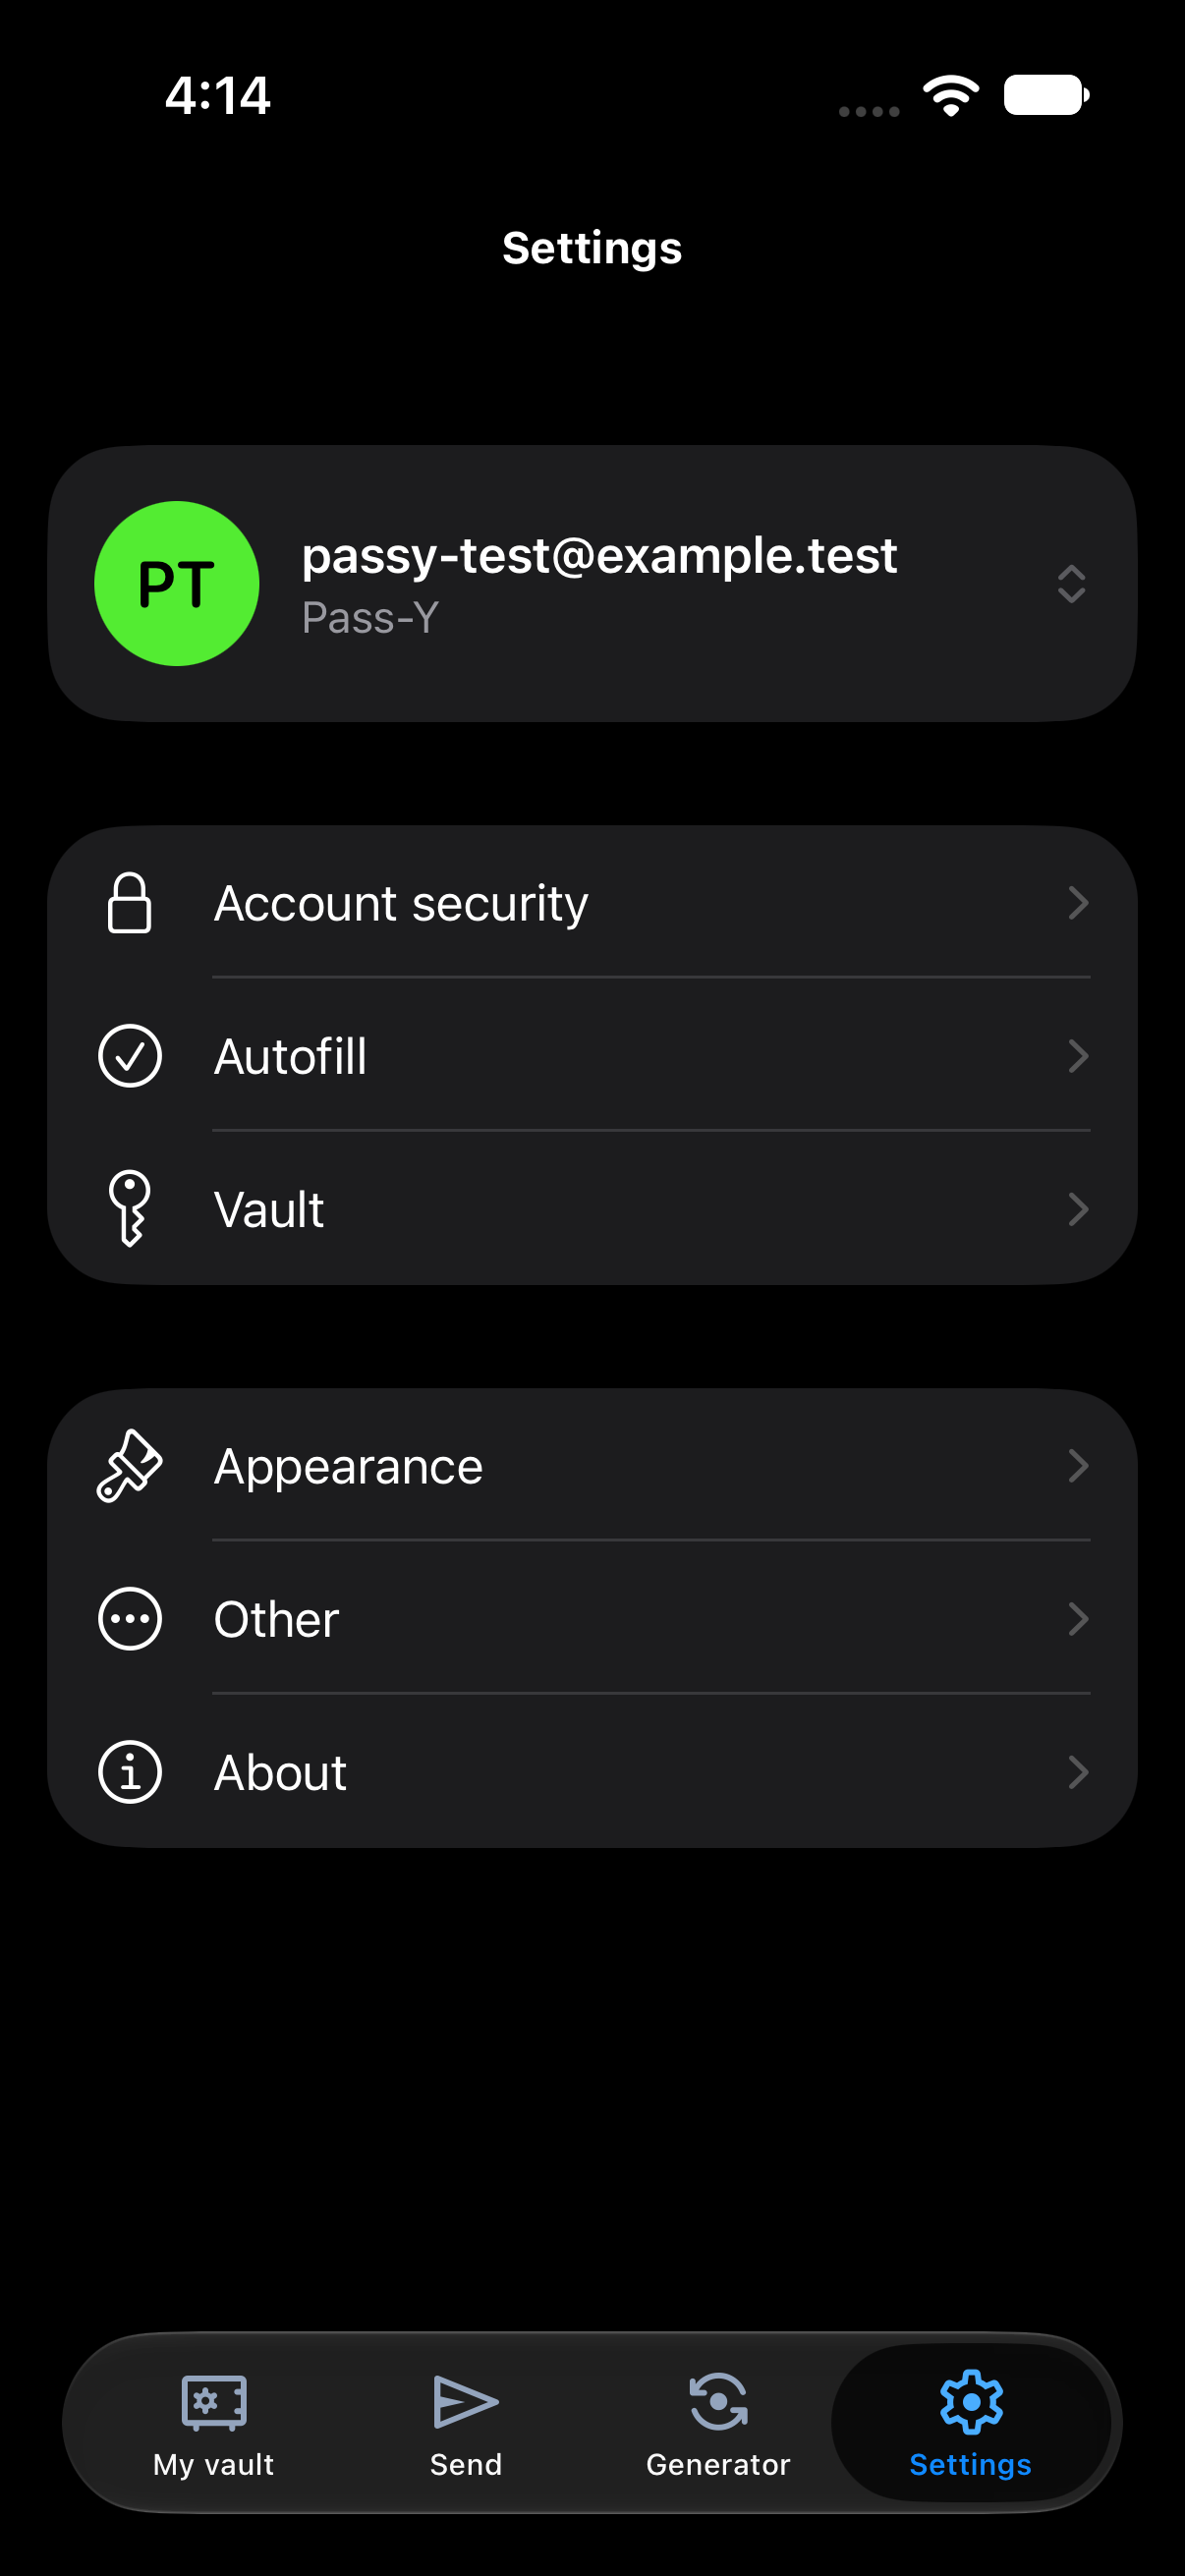 4:14
Settings
PT
passy-test@example.test
Pass-Y
Account security
Autofill
Vault
Appearance
Other
About
My vault
Send
Generator
Settings